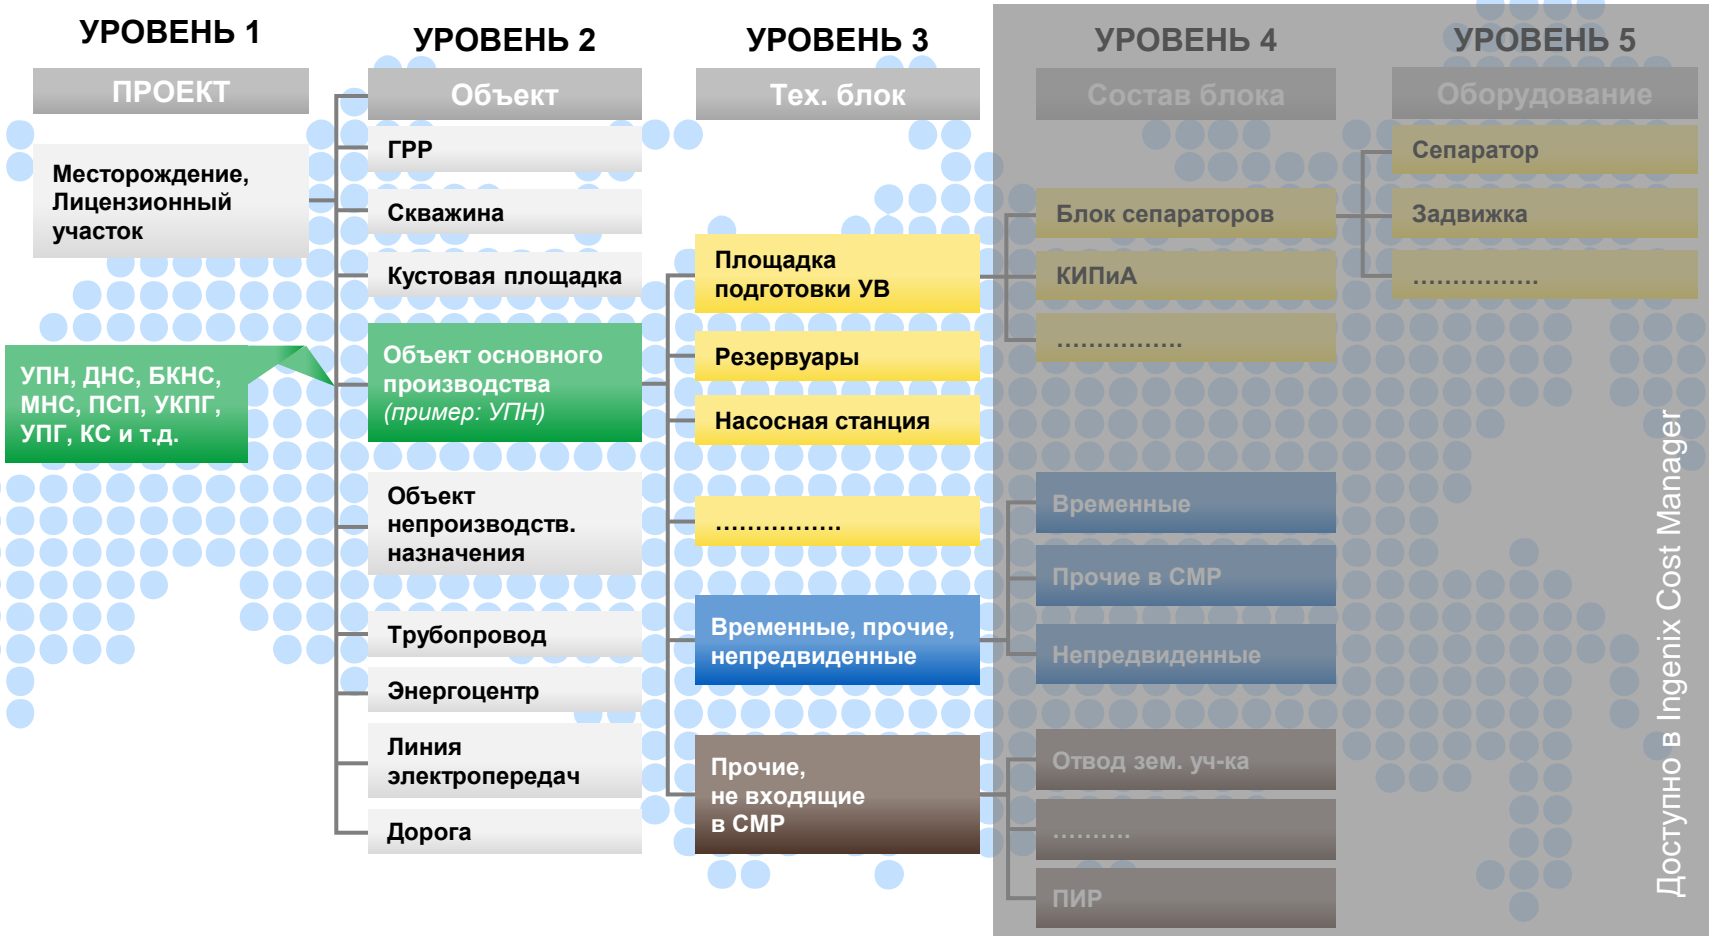 УРОВЕНЬ 1
ПРОЕКТ
Месторождение,
Лицензионный
участок
УПН, ДНС, БКНС,
МНС, ПСП, УКПГ,
УПГ, КС и т.д.
УРОВЕНЬ 2
Объект
ГРР
Скважина
Кустовая площадка
Объект основного
производства
(пример: УПН)
Объект
непроизводств.
назначения
Трубопровод
Энергоцентр
Линия
электропередач
Дорога
УРОВЕНЬ 3
Тех. блок
Площадка
подготовки УВ
Резервуары
Насосная станция
…………….
Временные, прочие,
непредвиденные
Прочие,
не входящие
в СМР
УРОВЕНЬ 4
Состав блока
Блок сепараторов
КИПиА
…………….
Временные
Прочие в СМР
Непредвиденные
Отвод зем. уч-ка
……….
ПИР
УРОВЕНЬ 5
Оборудование
Сепаратор
Задвижка
…………….
Доступно в Ingenix Cost Manager